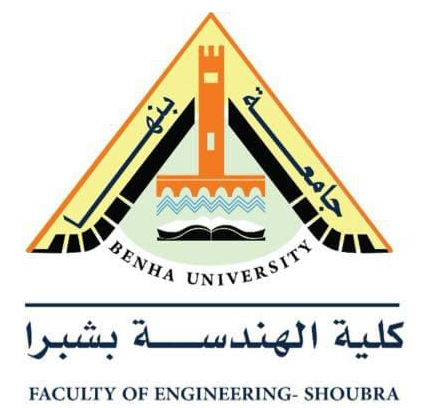 جامعة بنها
BENHA UNIVERSITY
كلية الهندسة بشبرا
FACULTY OF ENGINEERING- SHOUBRA